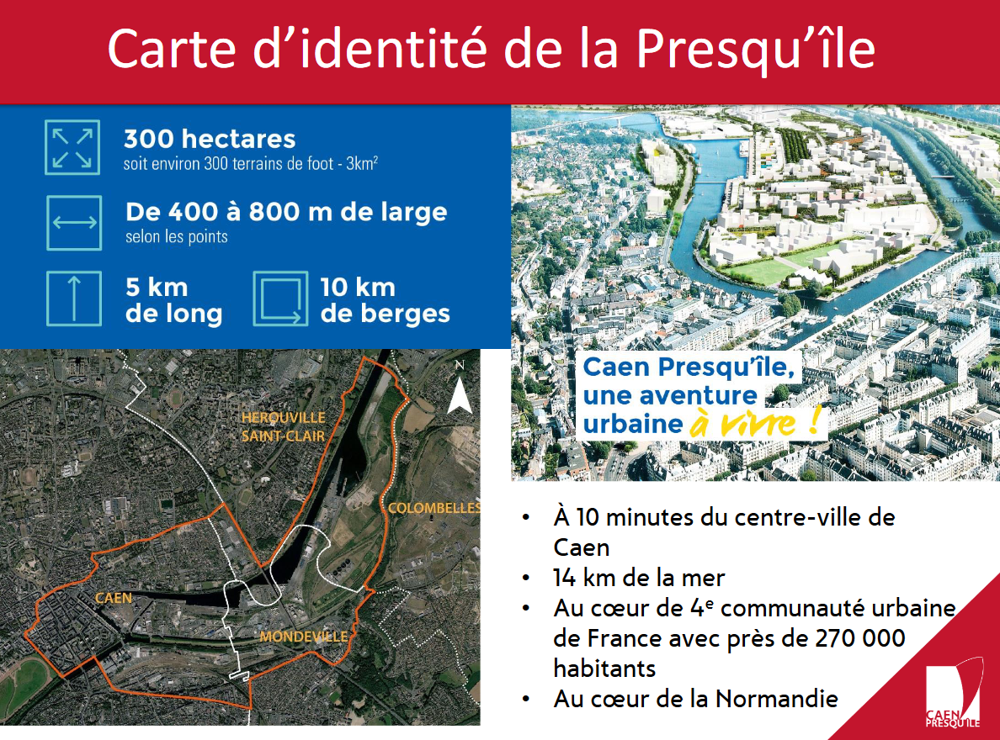 Carte d’identité de la Presqu’île
300 hectares
soit environ 300 terrains de foot - 3km²
De 400 à 800 m de large
selon les points
5 km
de long
10 km
de berges
Caen Presqu’île,
une aventure
urbaine à vivre !
N
HEROUVILLE
SAINT-CLAIR
COLOMBELLES
CAEN
MONDEVILLE
• À 10 minutes du centre-ville de
Caen
• 14 km de la mer
• Au cœur de 4e communauté urbaine
de France avec près de 270 000
habitants
• Au cœur de la Normandie
CAEN
PRESQU'ÎLE